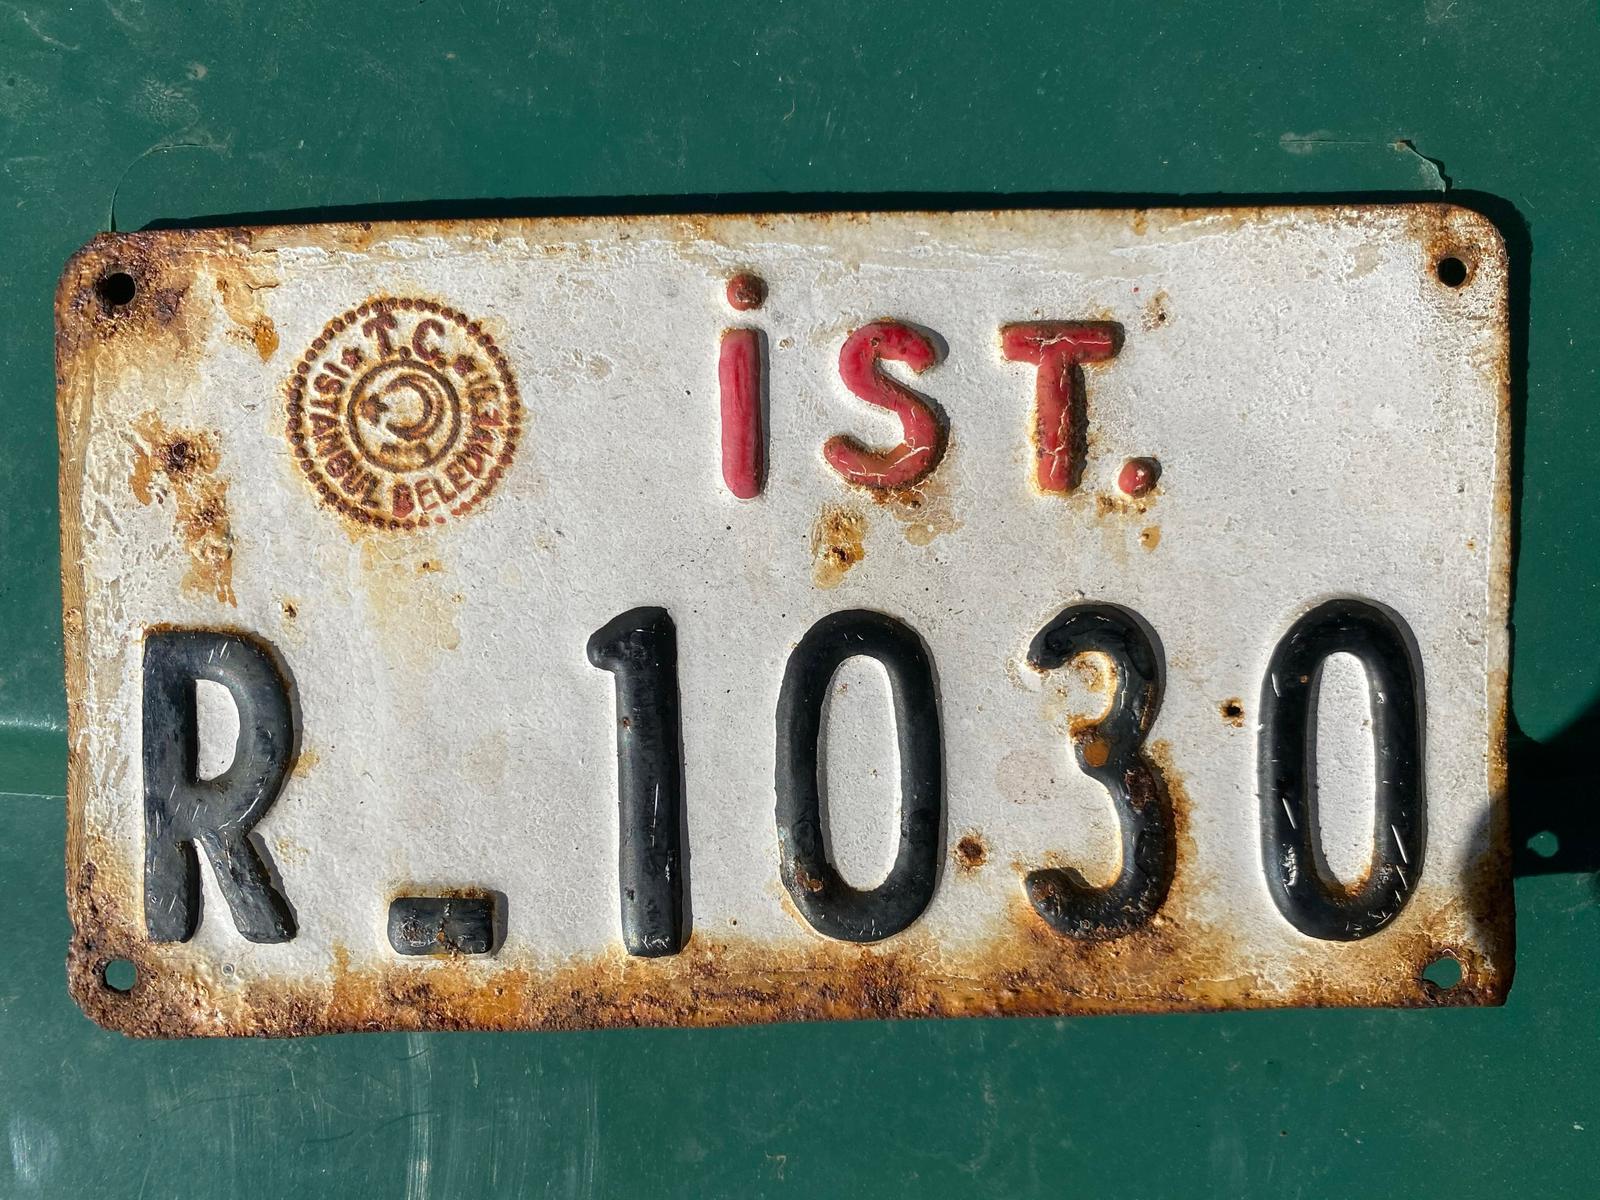 T.C.
İSTANBUL BELEDİYESİ
İST.
R-1030